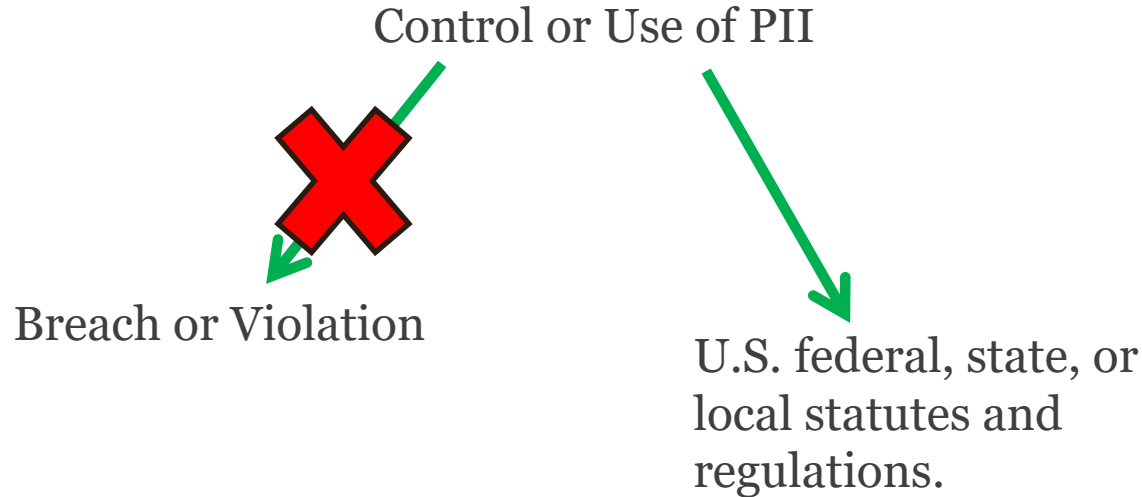 Control or Use of PII
Breach or Violation
U.S. federal, state, or
local statutes and
regulations.